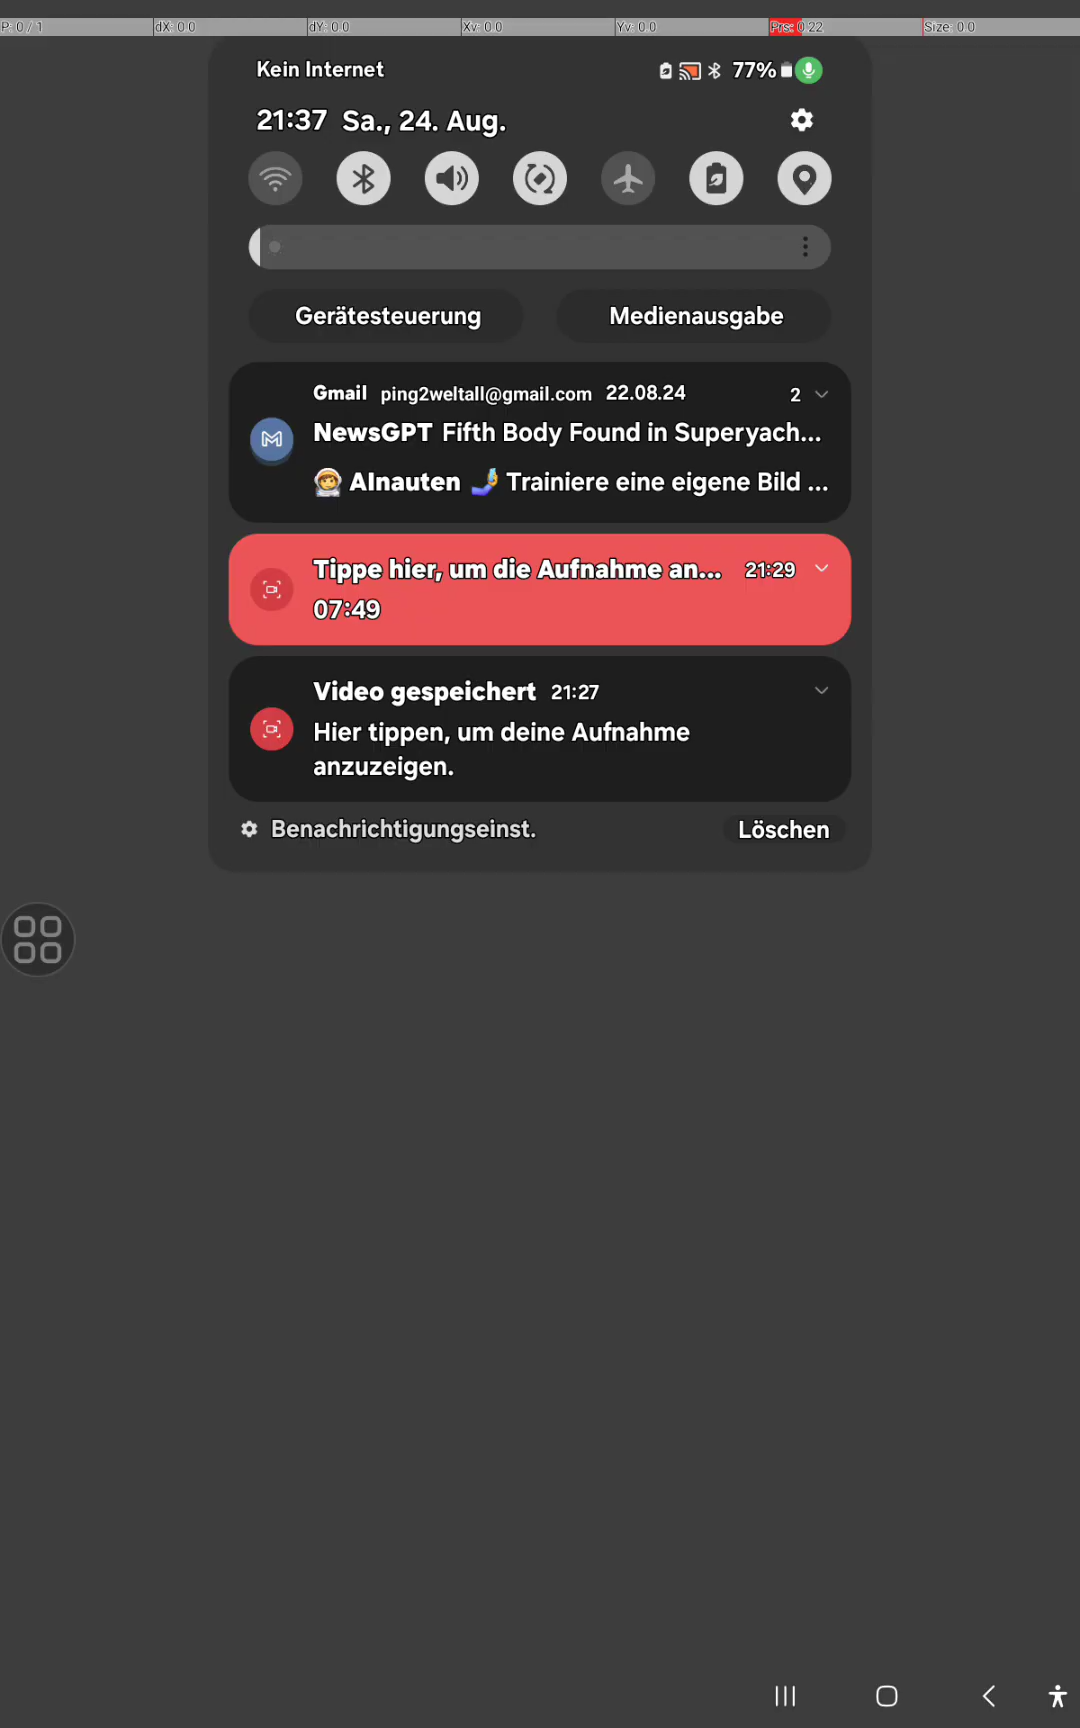 P: 0 / 1 dX: 0.0 dY: 0.0 Xv: 0.0 Yv: 0.0 Prs: 0.22 Size: 0.0
Kein Internet 77%
21:37 Sa., 24. Aug.
Gerätesteuerung Medienausgabe
Gmail ping2weltall@gmail.com 22.08.24 2
NewsGPT Fifth Body Found in Superyach...
🧑‍🚀 AInauten 🤳 Trainiere eine eigene Bild ...
Tippe hier, um die Aufnahme an... 21:29
07:49
Video gespeichert 21:27
Hier tippen, um deine Aufnahme
anzuzeigen.
Benachrichtigungseinst. Löschen